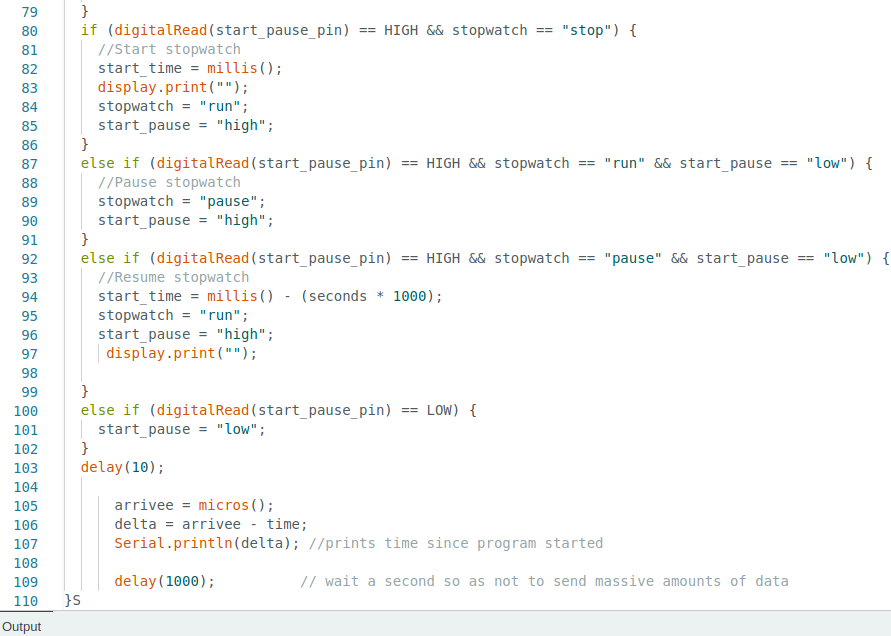 79 }
80 if (digitalRead(start_pause_pin) == HIGH && stopwatch == "stop") {
81 //Start stopwatch
82 start_time = millis();
83 display.print("");
84 stopwatch = "run";
85 start_pause = "high";
86 }
87 else if (digitalRead(start_pause_pin) == HIGH && stopwatch == "run" && start_pause == "low") {
88 //Pause stopwatch
89 stopwatch = "pause";
90 start_pause = "high";
91 }
92 else if (digitalRead(start_pause_pin) == HIGH && stopwatch == "pause" && start_pause == "low") {
93 //Resume stopwatch
94 start_time = millis() - (seconds * 1000);
95 stopwatch = "run";
96 start_pause = "high";
97 display.print("");
98
99 }
100 else if (digitalRead(start_pause_pin) == LOW) {
101 start_pause = "low";
102 }
103 delay(10);
104
105 arrivee = micros();
106 delta = arrivee - time;
107 Serial.println(delta); //prints time since program started
108
109 delay(1000); // wait a second so as not to send massive amounts of data
110 }S
Output